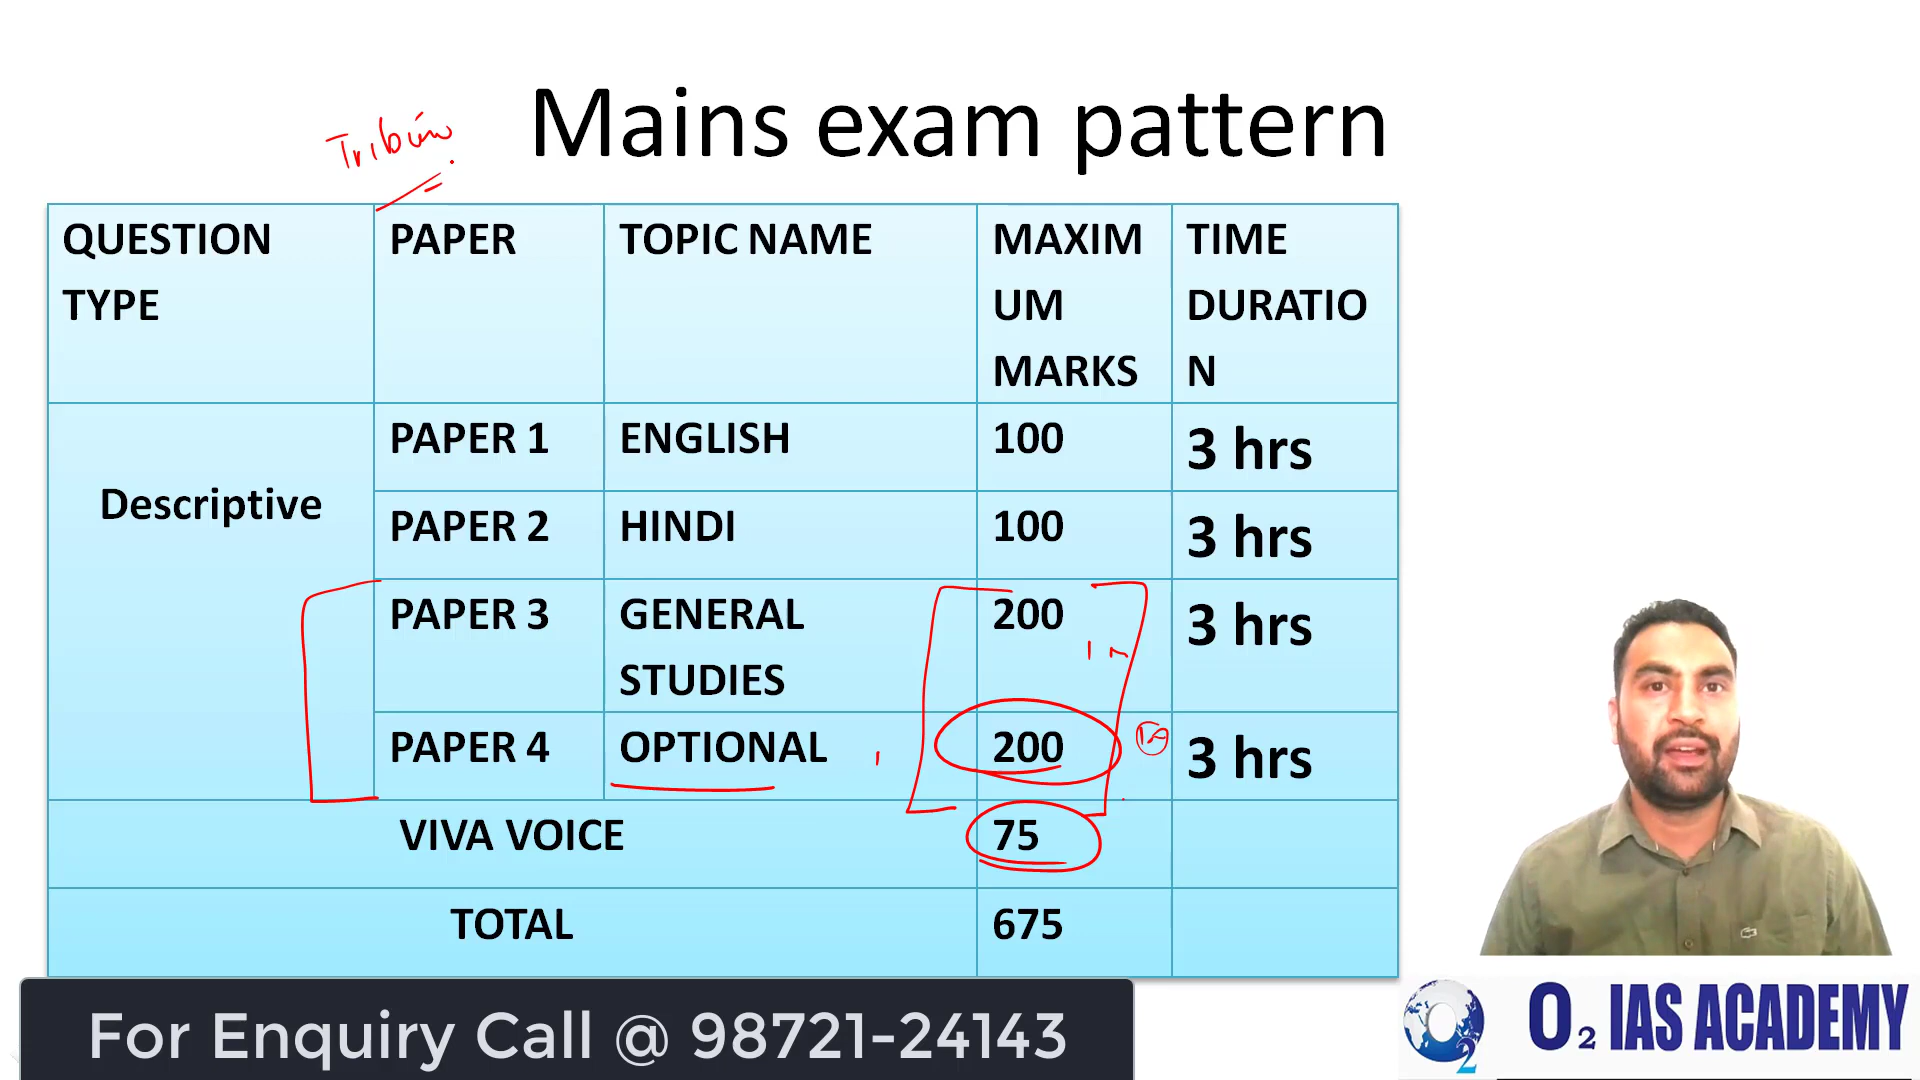 Mains exam pattern
QUESTION
TYPE
PAPER
TOPIC NAME
MAXIM
UM
MARKS
TIME
DURATIO
N
Descriptive
PAPER 1
ENGLISH
100
3 hrs
PAPER 2
HINDI
100
3 hrs
PAPER 3
GENERAL
STUDIES
200
3 hrs
PAPER 4
OPTIONAL
200
3 hrs
VIVA VOICE
75
TOTAL
675
For Enquiry Call @ 98721-24143
O2 IAS ACADEMY
O2